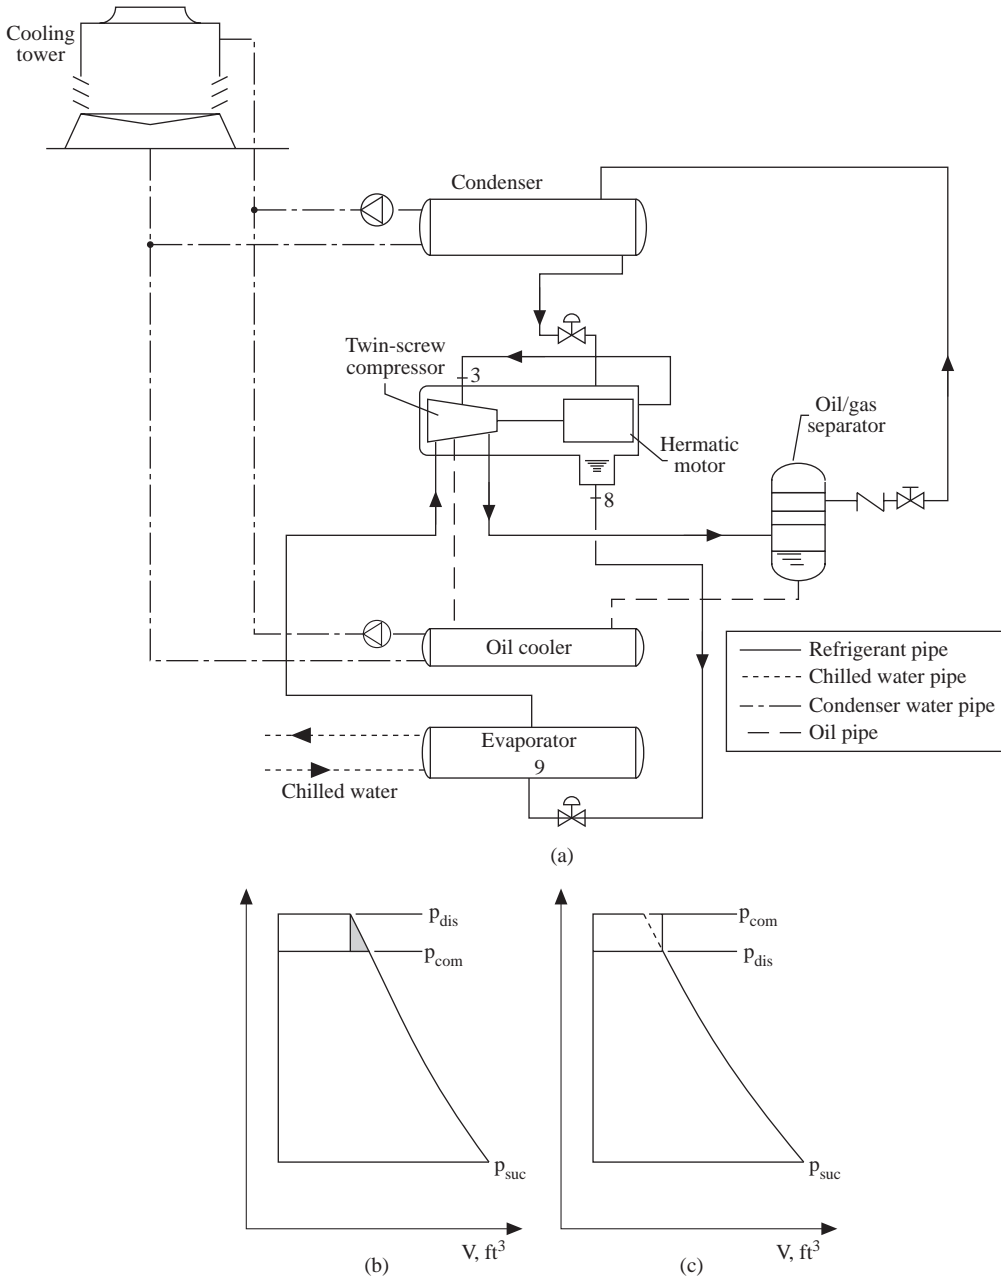 Cooling
tower
Condenser
Twin-screw
compressor
3
Oil/gas
separator
Hermatic
motor
8
Oil cooler
Refrigerant pipe
Chilled water pipe
Condenser water pipe
Oil pipe
Evaporator
9
Chilled water
(a)
p_dis
p_com
p_suc
V, ft³
(b)
p_com
p_dis
p_suc
V, ft³
(c)